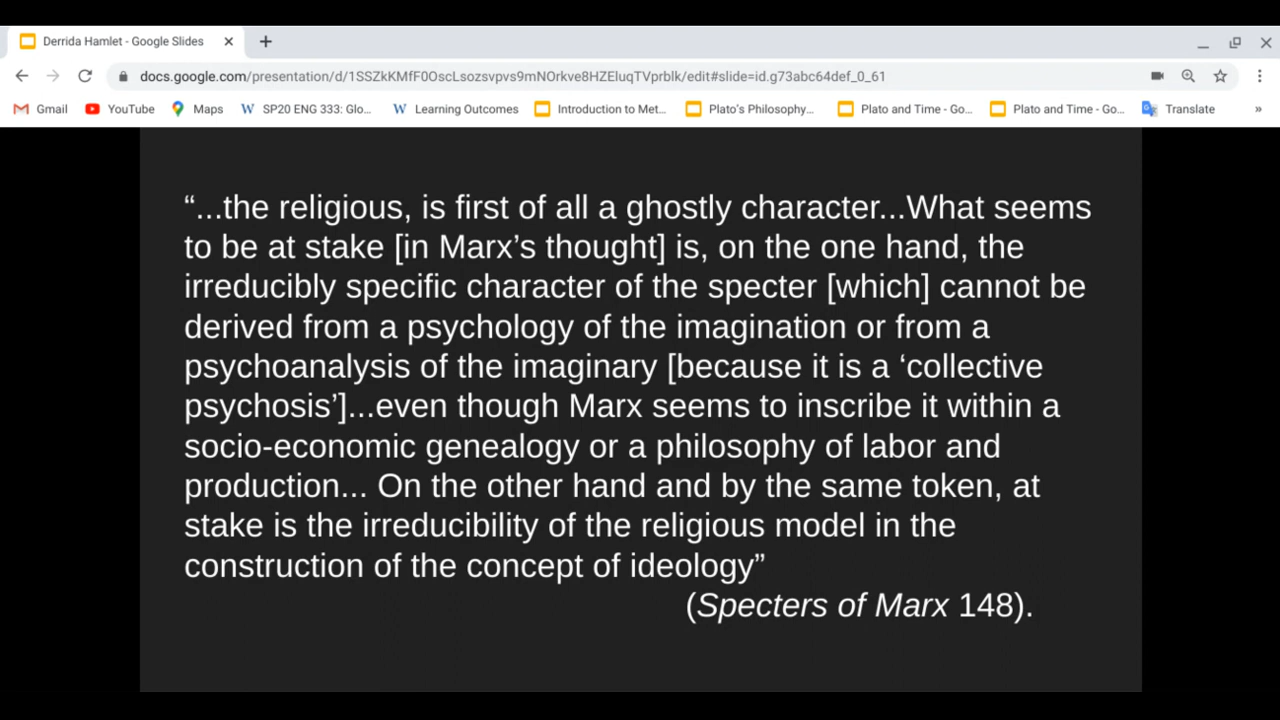 Derrida Hamlet - Google Slides
docs.google.com/presentation/d/1SSZkKMfF0OscLsozsvpvs9mNOrkve8HZEluqTVprblk/edit#slide=id.g73abc64def_0_61
Gmail YouTube Maps SP20 ENG 333: Glo... Learning Outcomes Introduction to Met... Plato's Philosophy... Plato and Time - Go... Plato and Time - Go... Translate »
“...the religious, is first of all a ghostly character...What seems
to be at stake [in Marx’s thought] is, on the one hand, the
irreducibly specific character of the specter [which] cannot be
derived from a psychology of the imagination or from a
psychoanalysis of the imaginary [because it is a ‘collective
psychosis’]...even though Marx seems to inscribe it within a
socio-economic genealogy or a philosophy of labor and
production... On the other hand and by the same token, at
stake is the irreducibility of the religious model in the
construction of the concept of ideology”
(Specters of Marx 148).